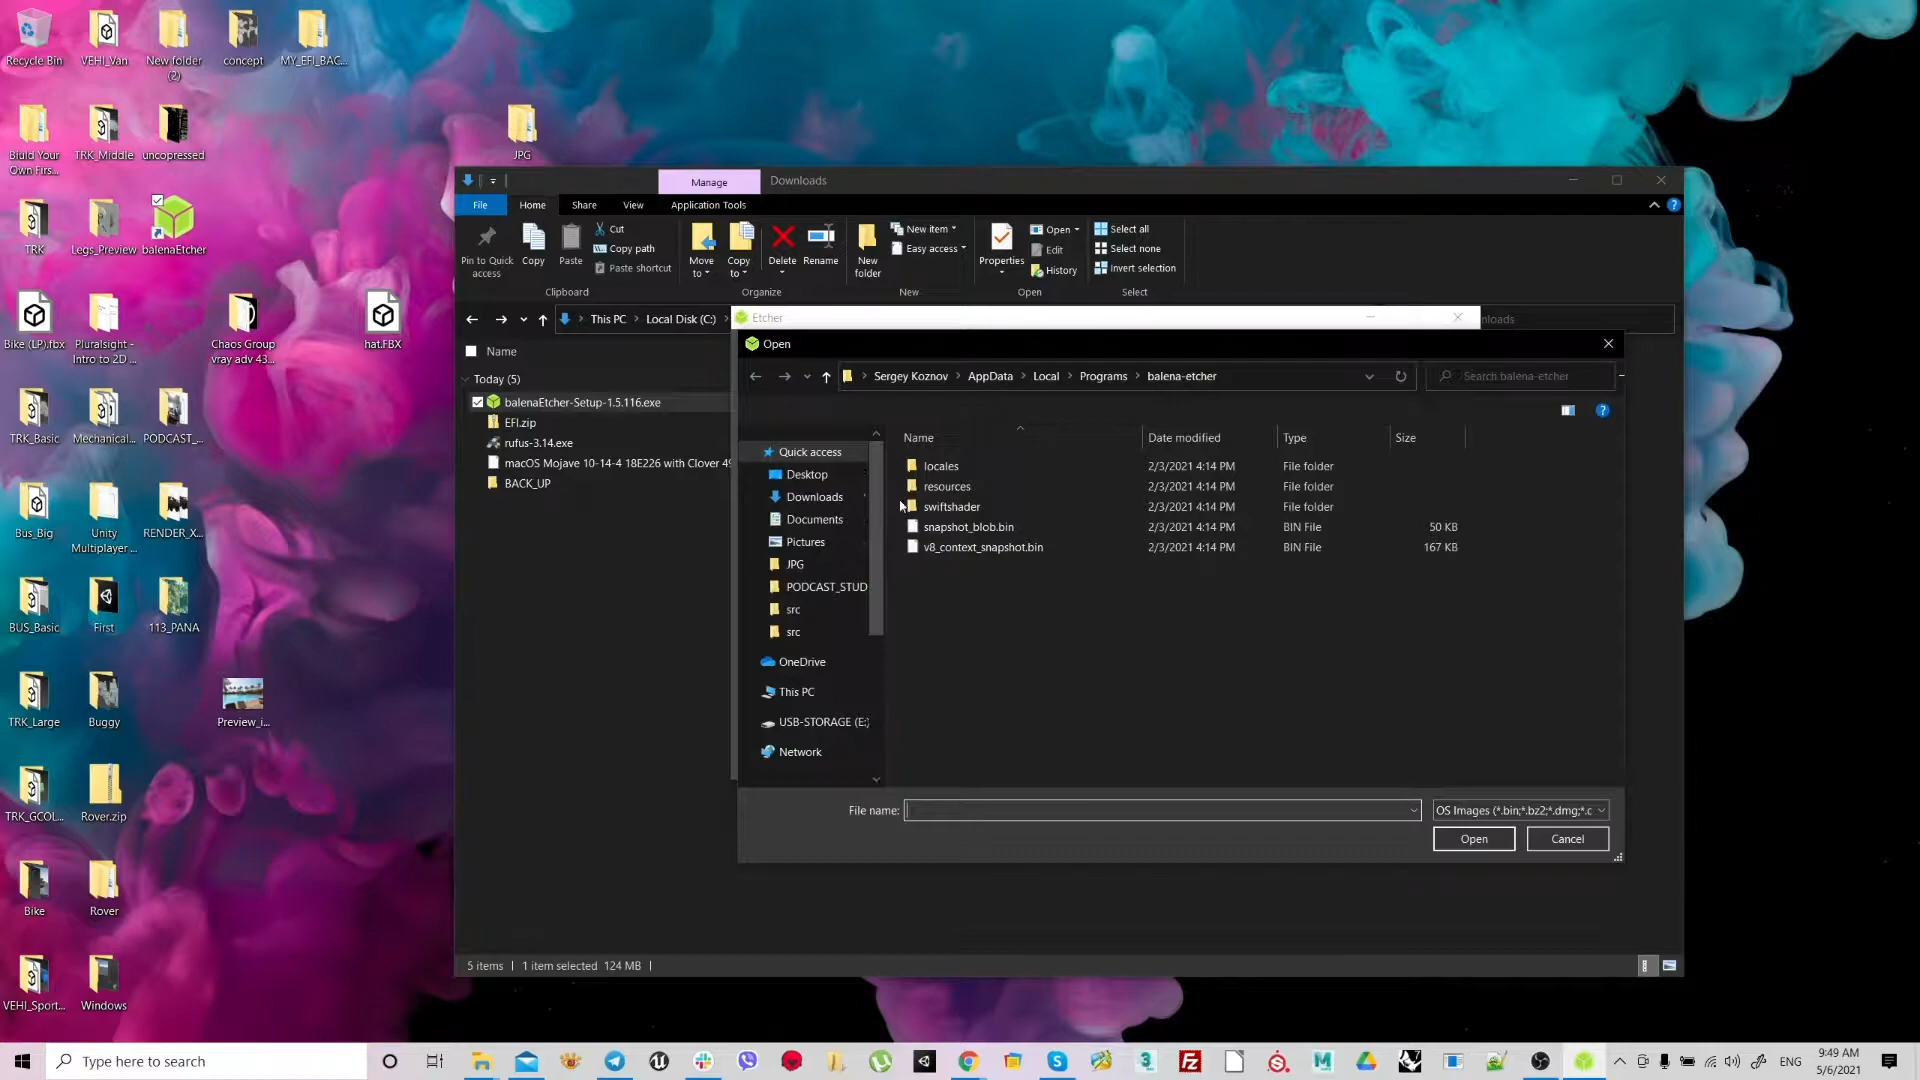 Recycle Bin
VEHI_Van
New folder
(2)
concept
MY_EFI_BAC...
Biuld Your
Own Firs...
TRK_Middle
uncopressed
JPG
TRK
Legs_Preview
balenaEtcher
Bike (LP).fbx
Pluralsight -
Intro to 2D ...
Chaos Group
vray adv 43...
hat.FBX
TRK_Basic
Mechanical...
PODCAST_...
Bus_Big
Unity
Multiplayer ...
RENDER_X...
BUS_Basic
First
113_PANA
TRK_Large
Buggy
Preview_i...
TRK_GCOL...
Rover.zip
Bike
Rover
VEHI_Sport...
Windows
Manage
Downloads
File
Home
Share
View
Application Tools
Pin to Quick
access
Copy
Paste
Cut
Copy path
Paste shortcut
Clipboard
Move
to
Copy
to
Delete
Rename
Organize
New
folder
New item
Easy access
New
Properties
Open
Edit
History
Open
Select all
Select none
Invert selection
Select
This PC
Local Disk (C:)
nloads
Name
Today (5)
balenaEtcher-Setup-1.5.116.exe
EFI.zip
rufus-3.14.exe
macOS Mojave 10-14-4 18E226 with Clover 49
BACK_UP
5 items
1 item selected 124 MB
Etcher
Open
Sergey Koznov
AppData
Local
Programs
balena-etcher
Search balena-etcher
Quick access
Desktop
Downloads
Documents
Pictures
JPG
PODCAST_STUD
src
src
OneDrive
This PC
USB-STORAGE (E:)
Network
Name Date modified Type Size
locales 2/3/2021 4:14 PM File folder
resources 2/3/2021 4:14 PM File folder
swiftshader 2/3/2021 4:14 PM File folder
snapshot_blob.bin 2/3/2021 4:14 PM BIN File 50 KB
v8_context_snapshot.bin 2/3/2021 4:14 PM BIN File 167 KB
File name:
OS Images (*.bin;*.bz2;*.dmg;*.c
Open
Cancel
Type here to search
ENG
9:49 AM
5/6/2021